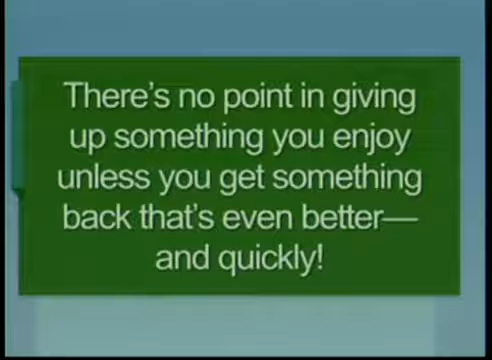 There's no point in giving
up something you enjoy
unless you get something
back that's even better—
and quickly!